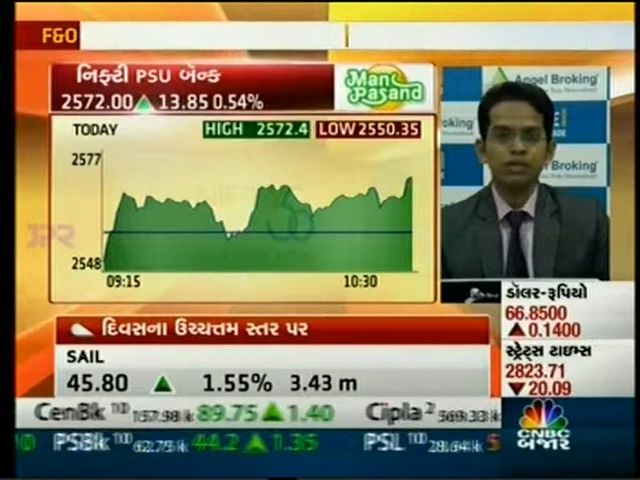 F&O
નિફ્ટી PSU બૅન્ક
2572.00 13.85 0.54%
Man Pasand
TODAY HIGH 2572.4 LOW 2550.35
2577
2548
09:15 10:30
Angel Broking
Broking
JPR
ડૉલર-રૂપિયો
66.8500
0.1400
સ્ટ્રેટ્સ ટાઇમ્સ
2823.71
20.09
દિવસના ઉચ્ચત્તમ સ્તર પર
SAIL
45.80 1.55% 3.43 m
CenBk 89.75 1.40 Cipla
PSBk 44.2 1.35 PSL
CNBC
બજાર